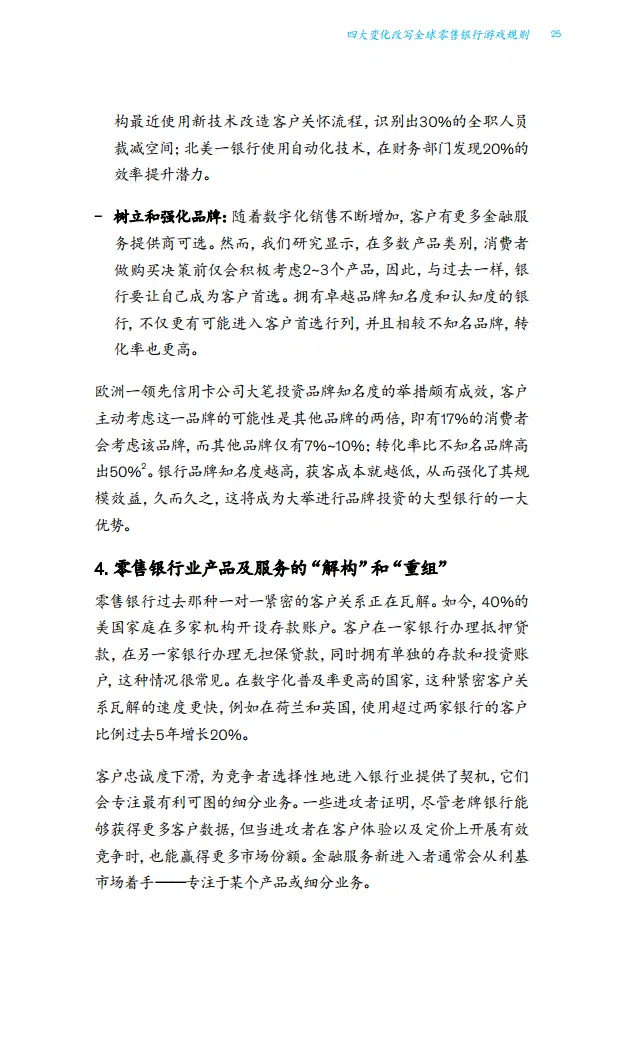 四大变化改写全球零售银行游戏规则 25
构最近使用新技术改造客户关怀流程，识别出30%的全职人员
裁减空间；北美一银行使用自动化技术，在财务部门发现20%的
效率提升潜力。
– 树立和强化品牌：随着数字化销售不断增加，客户有更多金融服
务提供商可选。然而，我们研究显示，在多数产品类别，消费者
做购买决策前仅会积极考虑2~3个产品，因此，与过去一样，银
行要让自己成为客户首选。拥有卓越品牌知名度和认知度的银
行，不仅更有可能进入客户首选行列，并且相较不知名品牌，转
化率也更高。
欧洲一领先信用卡公司大笔投资品牌知名度的举措颇有成效，客户
主动考虑这一品牌的可能性是其他品牌的两倍，即有17%的消费者
会考虑该品牌，而其他品牌仅有7%~10%；转化率比不知名品牌高
出50%²。银行品牌知名度越高，获客成本就越低，从而强化了其规
模效益，久而久之，这将成为大举进行品牌投资的大型银行的一大
优势。
4. 零售银行业产品及服务的“解构”和“重组”
零售银行过去那种一对一紧密的客户关系正在瓦解。如今，40%的
美国家庭在多家机构开设存款账户。客户在一家银行办理抵押贷
款，在另一家银行办理无担保贷款，同时拥有单独的存款和投资账
户，这种情况很常见。在数字化普及率更高的国家，这种紧密客户关
系瓦解的速度更快，例如在荷兰和英国，使用超过两家银行的客户
比例过去5年增长20%。
客户忠诚度下滑，为竞争者选择性地进入银行业提供了契机，它们
会专注最有利可图的细分业务。一些进攻者证明，尽管老牌银行能
够获得更多客户数据，但当进攻者在客户体验以及定价上开展有效
竞争时，也能赢得更多市场份额。金融服务新进入者通常会从利基
市场着手——专注于某个产品或细分业务。